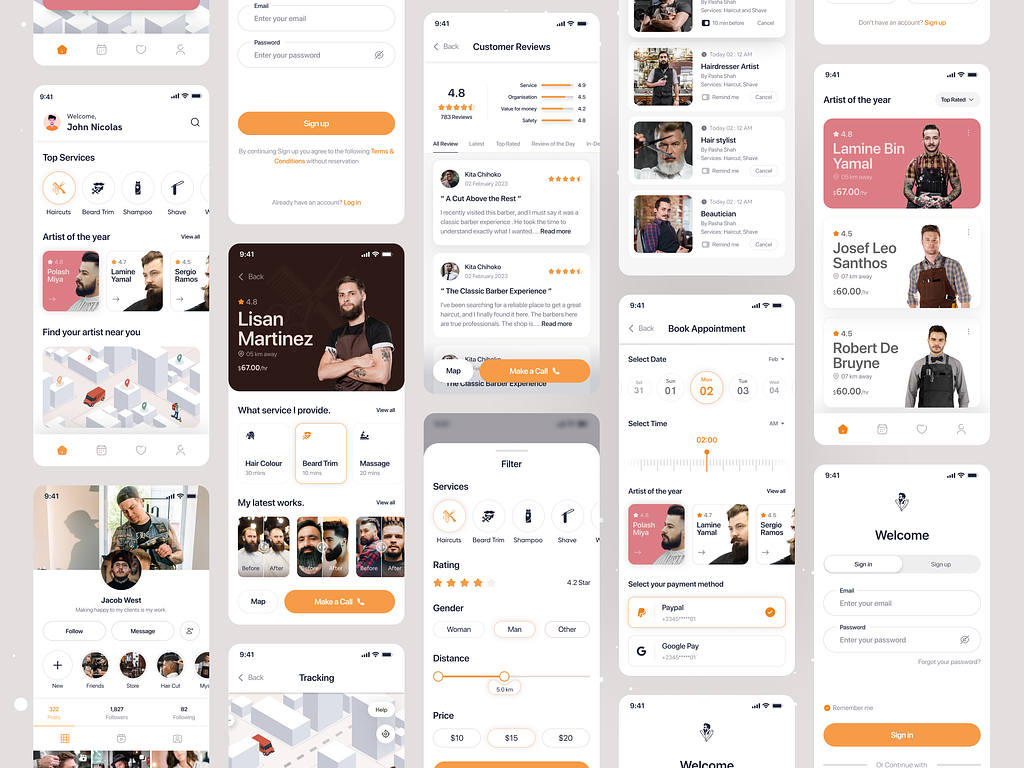 9:41
Welcome,
John Nicolas
Top Services
Haircuts
Beard Trim
Shampoo
Shave
Artist of the year
View all
4.8
Polash
Miya
4.7
Lamine
Yamal
4.5
Sergio
Ramos
Find your artist near you
9:41
Jacob West
Making happy to my clients is my work.
Follow
Message
New
Friends
Store
Hair Cut
322
Posts
1,827
Followers
82
Following
Email
Enter your email
Password
Enter your password
Sign up
By continuing Sign up you agree to the following Terms &
Conditions without reservation
Already have an account? Log in
9:41
Back
4.8
Lisan
Martinez
05 km away
$67.00/hr
What service I provide.
View all
Hair Colour
30 mins
Beard Trim
10 mins
Massage
20 mins
My latest works.
View all
Before
After
Before
After
Before
After
Map
Make a Call
9:41
Back
Tracking
Help
9:41
Back
Customer Reviews
4.8
783 Reviews
Service
4.9
Organisation
4.5
Value for money
4.2
Safety
4.8
All Review
Latest
Top Rated
Review of the Day
In-De
Kita Chihoko
02 February 2023
“ A Cut Above the Rest ”
I recently visited this barber, and I must say it was a
classic barber experience . He took the time to
understand exactly what I wanted.... Read more
Kita Chihoko
02 February 2023
“ The Classic Barber Experience ”
I've been searching for a reliable place to get a great
haircut, and I finally found it here. The barbers here
are true professionals. The shop is.... Read more
Kita Chihoko
Map
Make a Call
“ The Classic Barber Experience “
Filter
Services
Haircuts
Beard Trim
Shampoo
Shave
Rating
4.2 Star
Gender
Woman
Man
Other
Distance
5.0 km
Price
$10
$15
$20
By Pasha Shah
Services: Haircut and Shave
10 min before
Cancel
Today 02 : 12 AM
Hairdresser Artist
By Pasha Shah
Services: Haircut, Shave
Remind me
Cancel
Today 02 : 12 AM
Hair stylist
By Pasha Shah
Services: Haircut, Shave
Remind me
Cancel
Today 02 : 12 AM
Beautician
By Pasha Shah
Services: Haircut, Shave
Remind me
Cancel
9:41
Back
Book Appointment
Select Date
Feb
Sat
31
Sun
01
Mon
02
Tue
03
Wed
04
Select Time
AM
02:00
Artist of the year
View all
4.8
Polash
Miya
4.7
Lamine
Yamal
4.5
Sergio
Ramos
Select your payment method
Paypal
+2345*****01
Google Pay
+2345*****01
9:41
Welcome
Don't have an account? Sign up
9:41
Artist of the year
Top Rated
4.8
Lamine Bin
Yamal
05 km away
$67.00/hr
4.5
Josef Leo
Santhos
07 km away
$60.00/hr
4.5
Robert De
Bruyne
07 km away
$60.00/hr
9:41
Welcome
Sign in
Sign up
Email
Enter your email
Password
Enter your password
Forgot your password?
Remember me
Sign in
Or Continue with